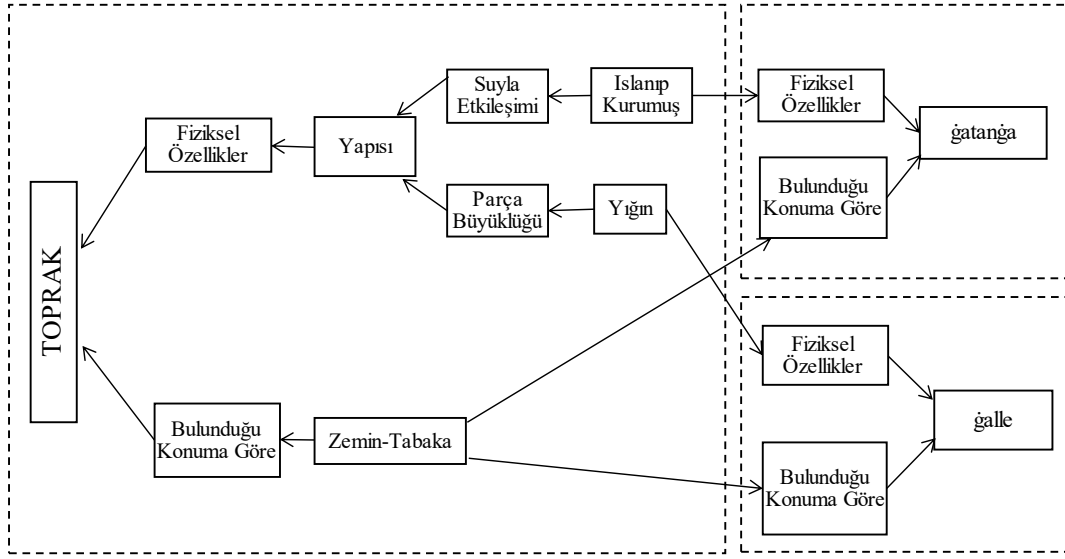 TOPRAK
Fiziksel
Özellikler
Yapısı
Suyla
Etkileşimi
Islanıp
Kurumuş
Parça
Büyüklüğü
Yığın
Bulunduğu
Konuma Göre
Zemin-Tabaka
Fiziksel
Özellikler
Bulunduğu
Konuma Göre
ġatanġa
Fiziksel
Özellikler
Bulunduğu
Konuma Göre
ġalle